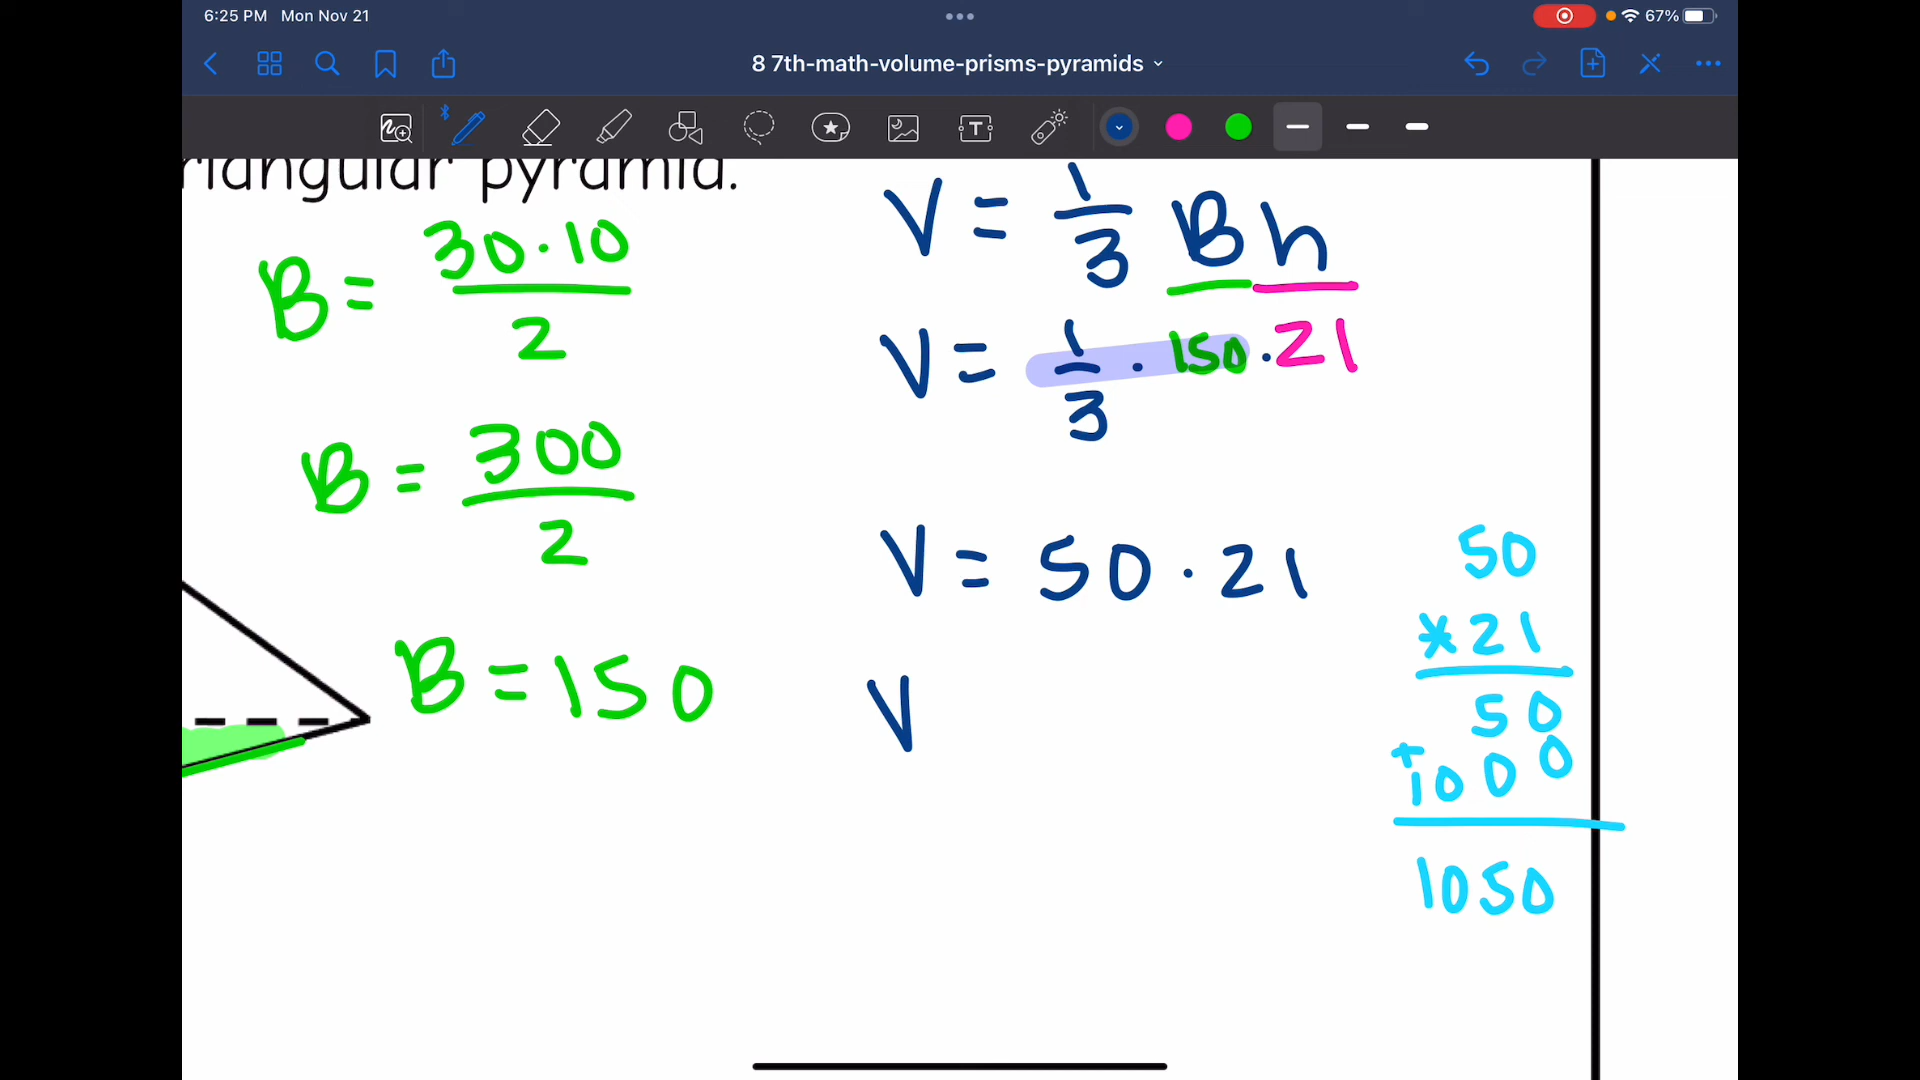 6:25 PM Mon Nov 21
67%
8 7th-math-volume-prisms-pyramids
riangular pyramid.
B = 30 · 10 / 2
B = 300 / 2
B = 150
V = 1/3 B h
V = 1/3 · 150 · 21
V = 50 · 21
V
50
* 21
50
+ 1000
1050